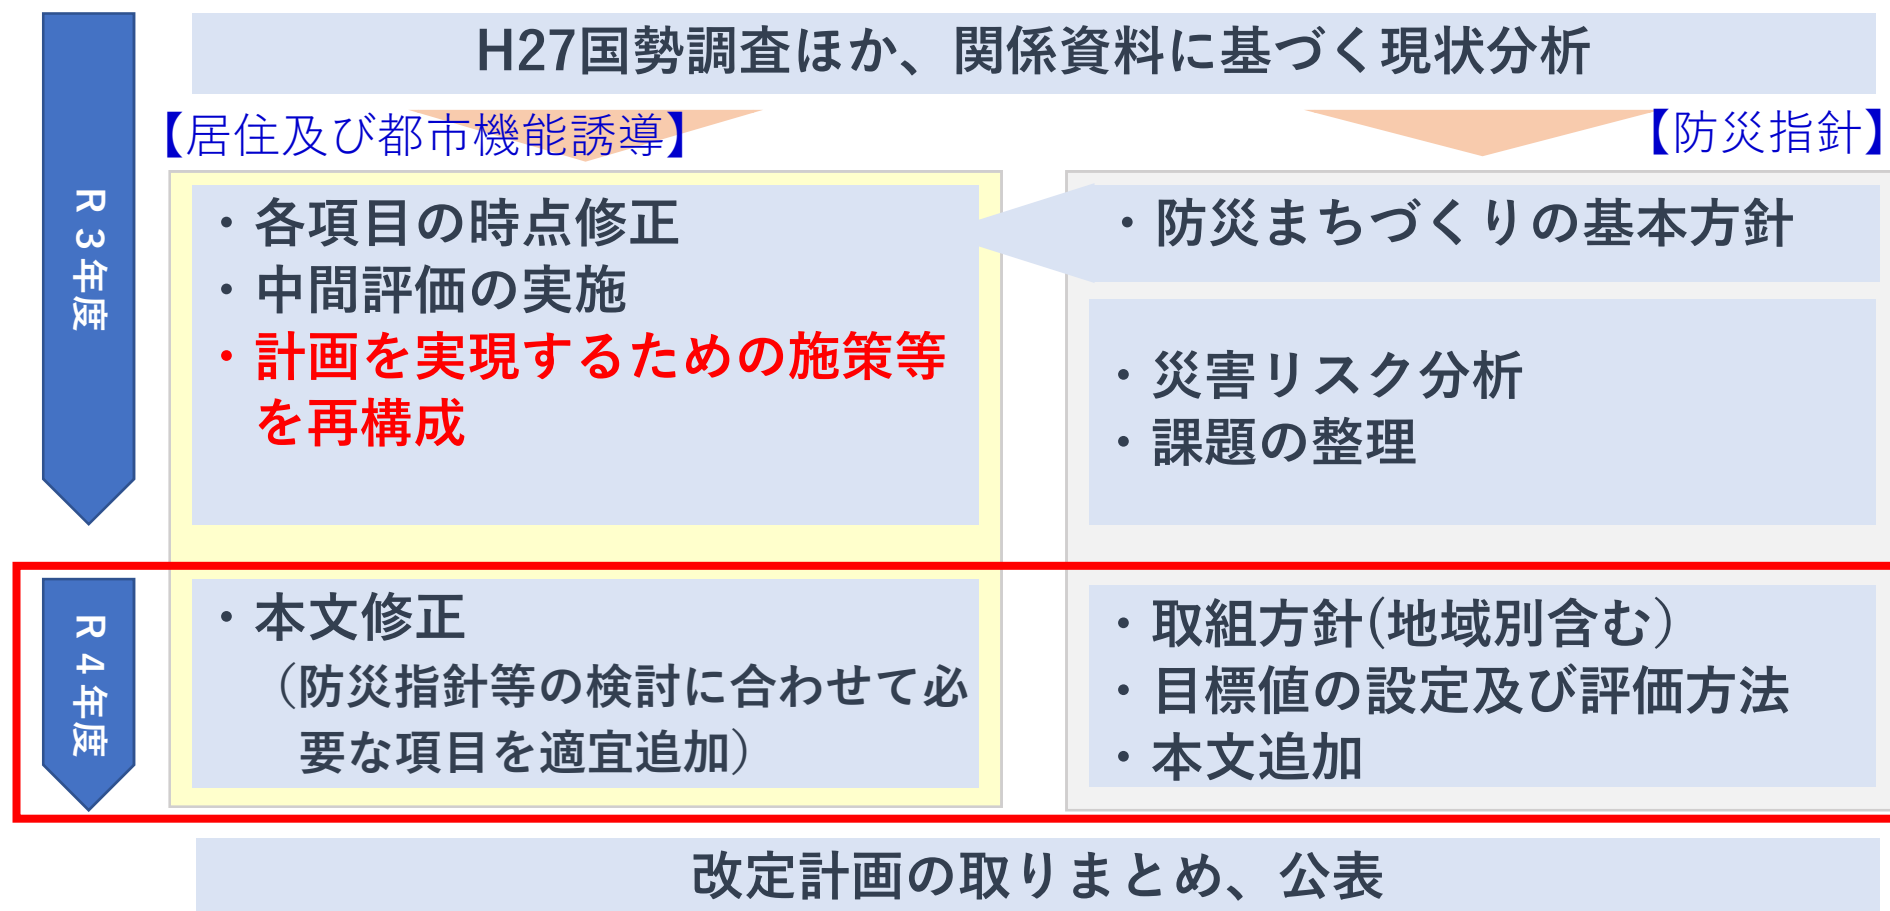 H27国勢調査ほか、関係資料に基づく現状分析
【居住及び都市機能誘導】
【防災指針】
R3年度
・各項目の時点修正
・中間評価の実施
・計画を実現するための施策等
を再構成
・防災まちづくりの基本方針
・災害リスク分析
・課題の整理
R4年度
・本文修正
（防災指針等の検討に合わせて必
要な項目を適宜追加）
・取組方針(地域別含む）
・目標値の設定及び評価方法
・本文追加
改定計画の取りまとめ、公表